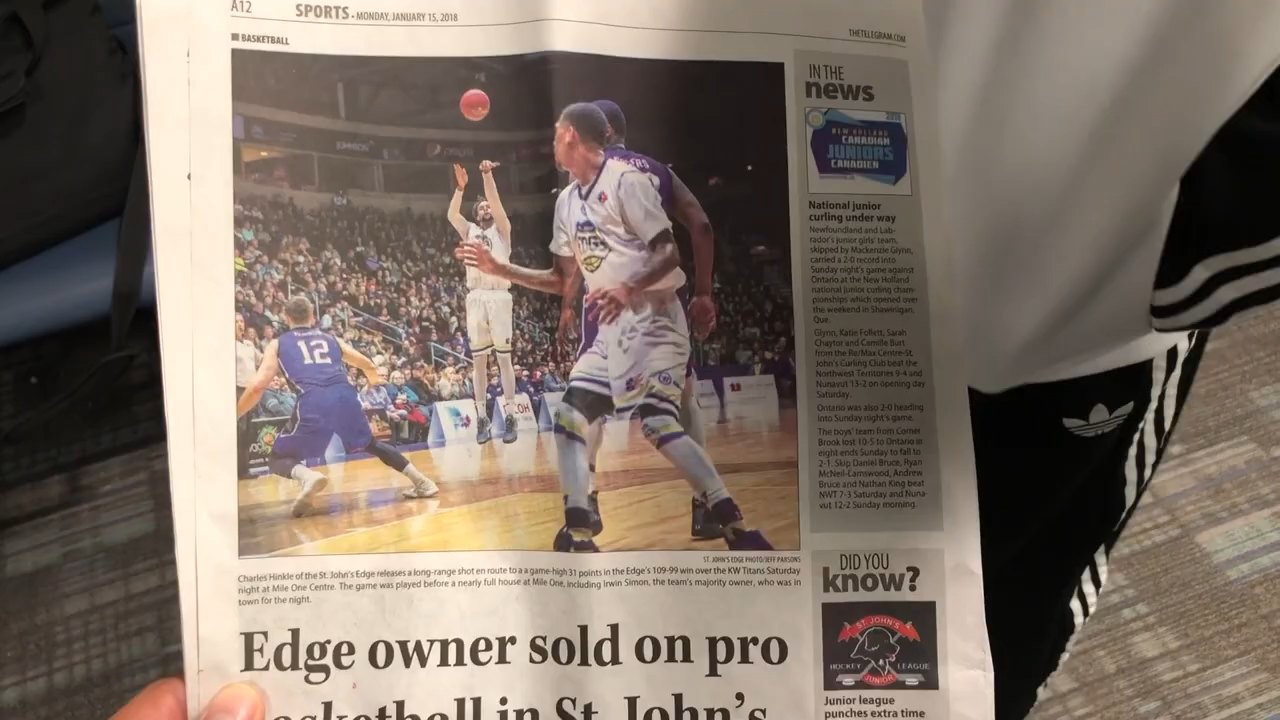 A12
SPORTS • MONDAY, JANUARY 15, 2018
THETELEGRAM.COM
BASKETBALL
12
ST. JOHN'S EDGE PHOTO/JEFF PARSONS
Charles Hinkle of the St. John's Edge releases a long-range shot en route to a a game-high 31 points in the Edge's 109-99 win over the KW Titans Saturday
night at Mile One Centre. The game was played before a nearly full house at Mile One, including Irwin Simon, the team's majority owner, who was in
town for the night.
Edge owner sold on pro
basketball in St. John's
IN THE
news
2018
NEW HOLLAND
CANADIAN
JUNIORS
CANADIEN
National junior
curling under way
Newfoundland and Lab-
rador's junior girls' team,
skipped by Mackenzie Glynn,
carried a 2-0 record into
Sunday night's game against
Ontario at the New Holland
national junior curling cham-
pionships which opened over
the weekend in Shawinigan,
Que.
Glynn, Katie Follett, Sarah
Chaytor and Camille Burt
from the Re/Max Centre-St.
John's Curling Club beat the
Northwest Territories 9-4 and
Nunavut 13-2 on opening day
Saturday.
Ontario was also 2-0 heading
into Sunday night's game.
The boys' team from Corner
Brook lost 10-5 to Ontario in
eight ends Sunday to fall to
2-1. Skip Daniel Bruce, Ryan
McNeil-Lamswood, Andrew
Bruce and Nathan King beat
NWT 7-3 Saturday and Nuna-
vut 12-2 Sunday morning.
DID YOU
know?
ST. JOHN'S
HOCKEY LEAGUE
JUNIOR
Junior league
punches extra time